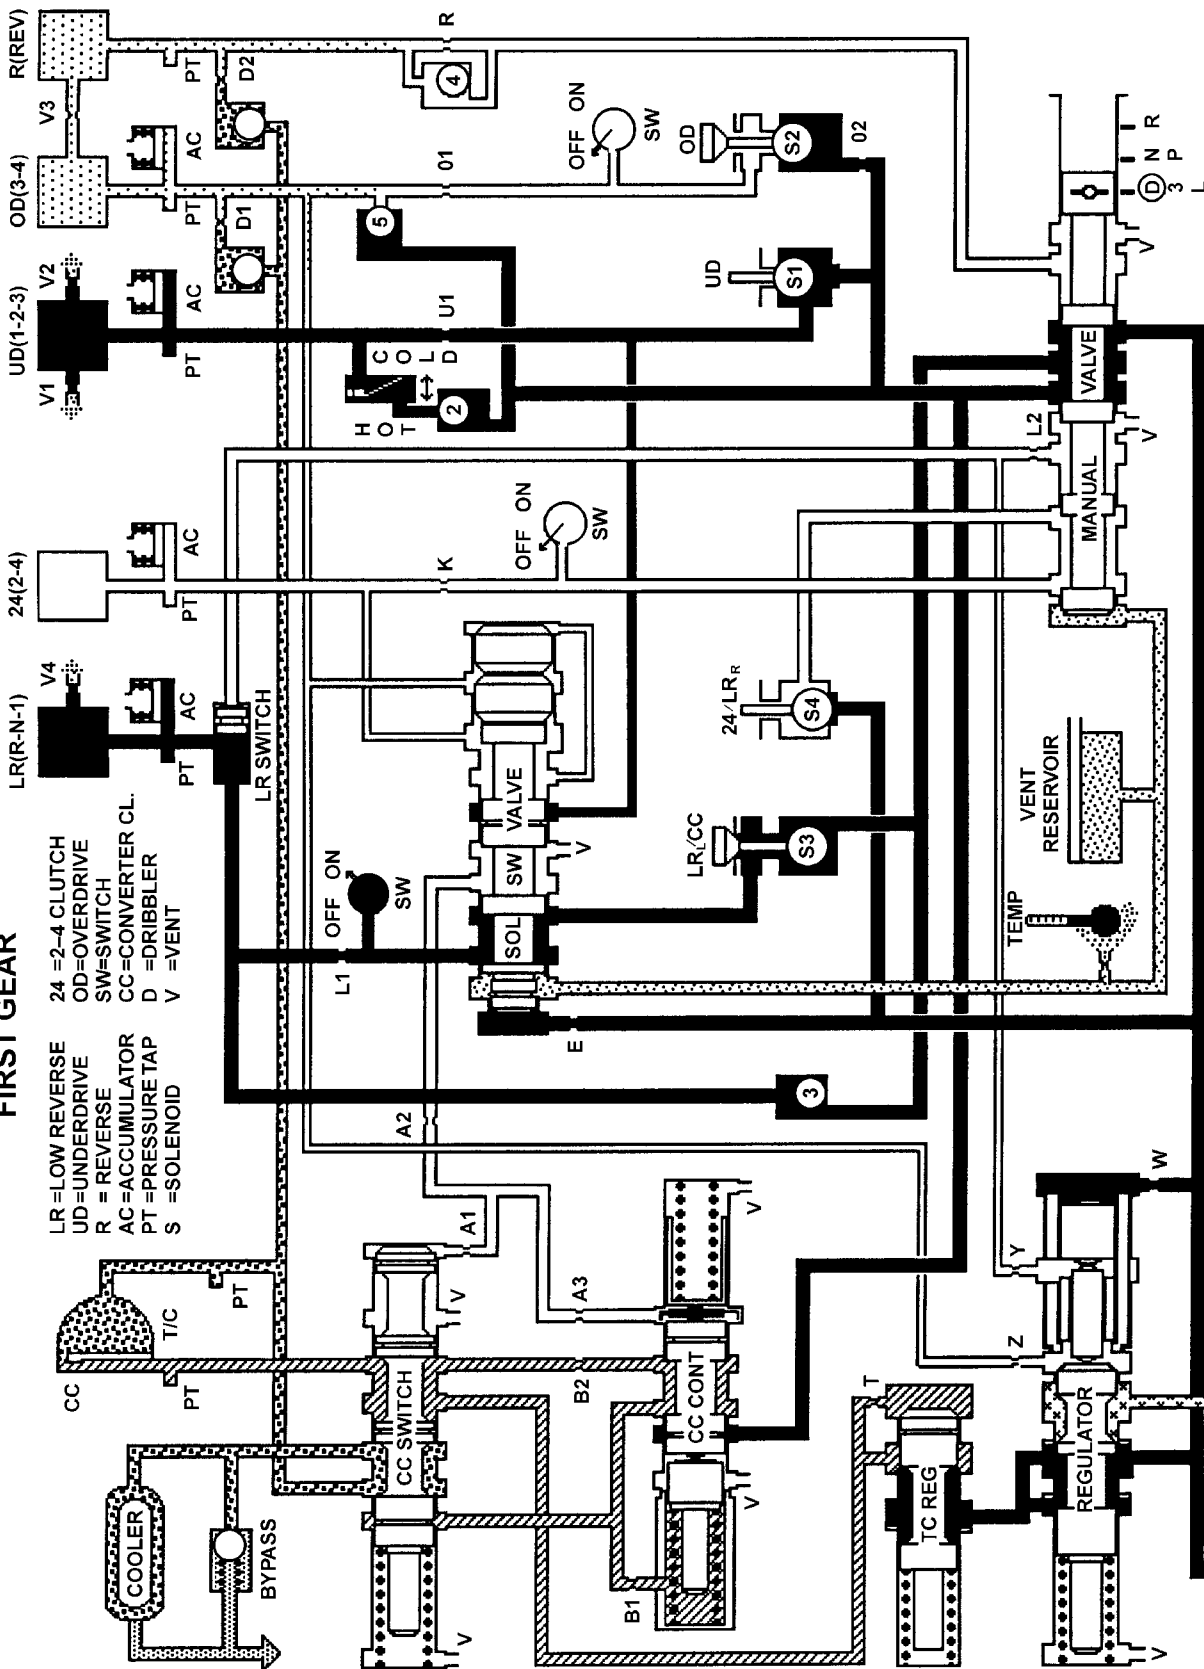 FIRST GEAR
LR =LOW REVERSE
UD=UNDERDRIVE
R = REVERSE
AC =ACCUMULATOR
PT =PRESSURE TAP
S =SOLENOID
24 =2–4 CLUTCH
OD=OVERDRIVE
SW=SWITCH
CC=CONVERTER CL.
D =DRIBBLER
V =VENT
LR(R-N-1)
24(2-4)
UD(1-2-3)
OD(3-4)
R(REV)
V4
V1
V2
V3
AC
AC
AC
AC
PT
PT
PT
PT
PT
D1
D2
R
4
LR SWITCH
CC
T/C
PT
PT
COOLER
BYPASS
CC SWITCH
V
V
A1
A2
A3
B2
B1
CC CONT
V
V
T
TC REG
REGULATOR
V
Z
Y
W
L1
OFF ON
SW
SOL
SW
VALVE
V
E
3
K
OFF ON
SW
HOT
COLD
2
U1
5
01
OFF ON
SW
UD
S1
OD
S2
02
LR L/CC
S3
24/LR R
S4
TEMP
VENT
RESERVOIR
MANUAL
VALVE
L2
V
V
D N R
3 P
L